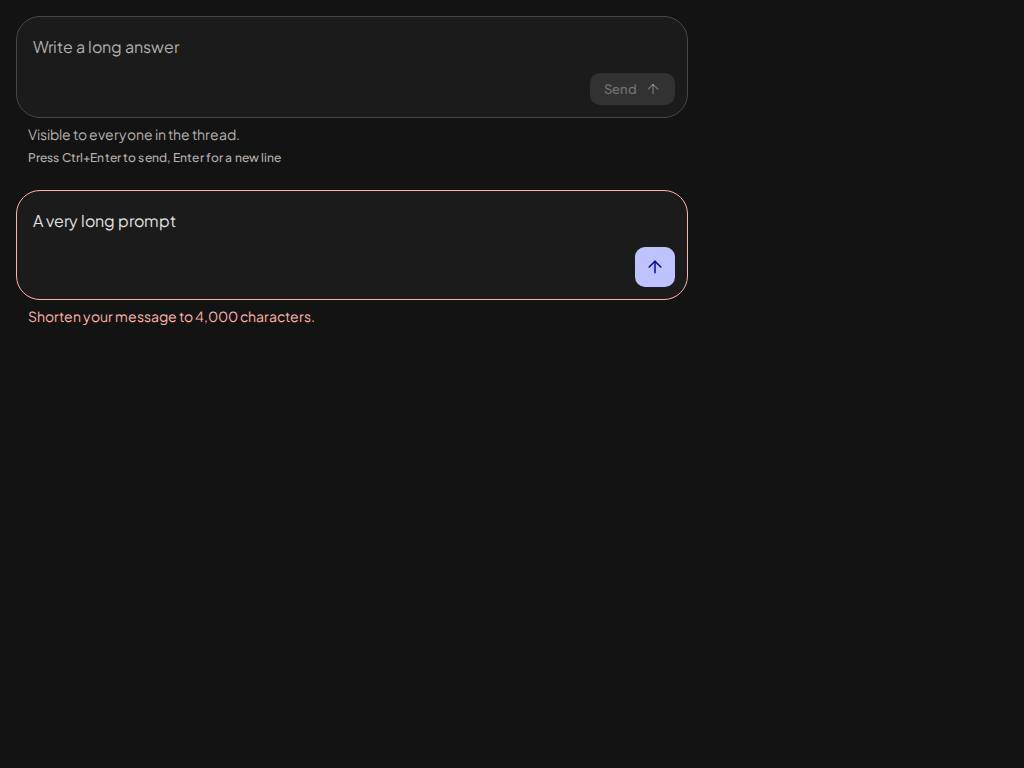 Write a long answer
Send
Visible to everyone in the thread.
Press Ctrl+Enter to send, Enter for a new line
A very long prompt
Shorten your message to 4,000 characters.